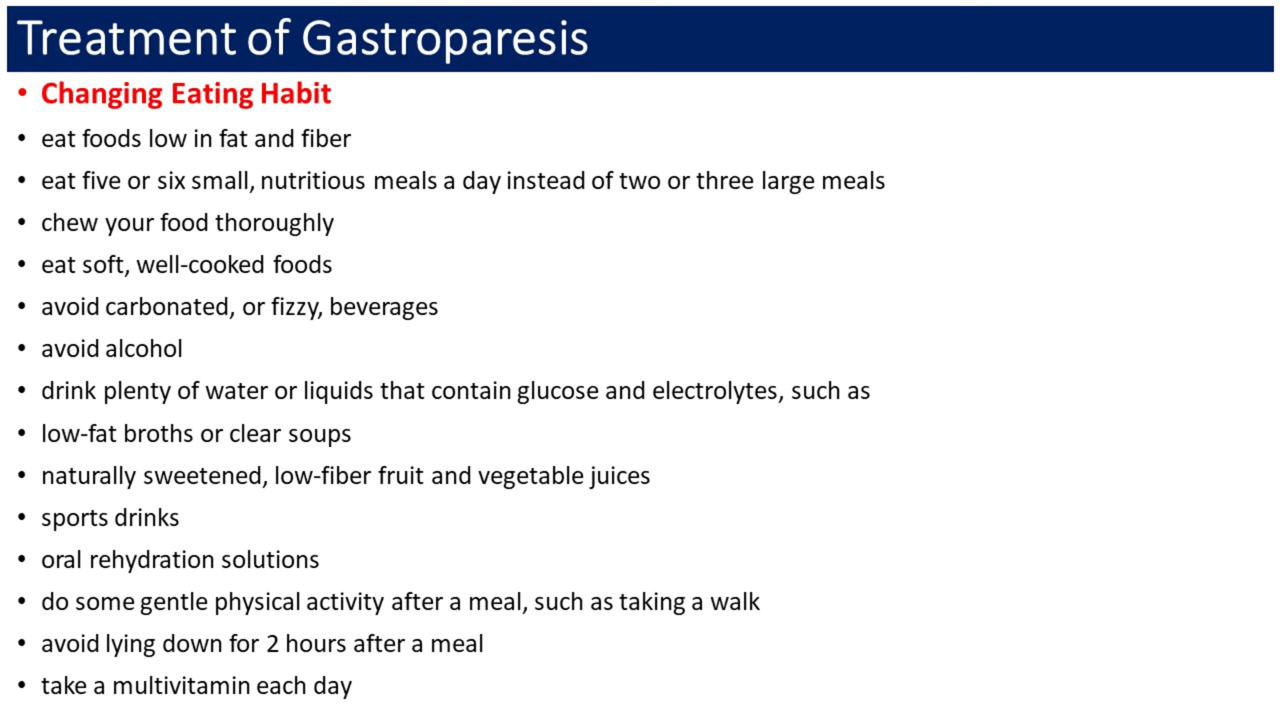 Treatment of Gastroparesis
• Changing Eating Habit
• eat foods low in fat and fiber
• eat five or six small, nutritious meals a day instead of two or three large meals
• chew your food thoroughly
• eat soft, well-cooked foods
• avoid carbonated, or fizzy, beverages
• avoid alcohol
• drink plenty of water or liquids that contain glucose and electrolytes, such as
• low-fat broths or clear soups
• naturally sweetened, low-fiber fruit and vegetable juices
• sports drinks
• oral rehydration solutions
• do some gentle physical activity after a meal, such as taking a walk
• avoid lying down for 2 hours after a meal
• take a multivitamin each day